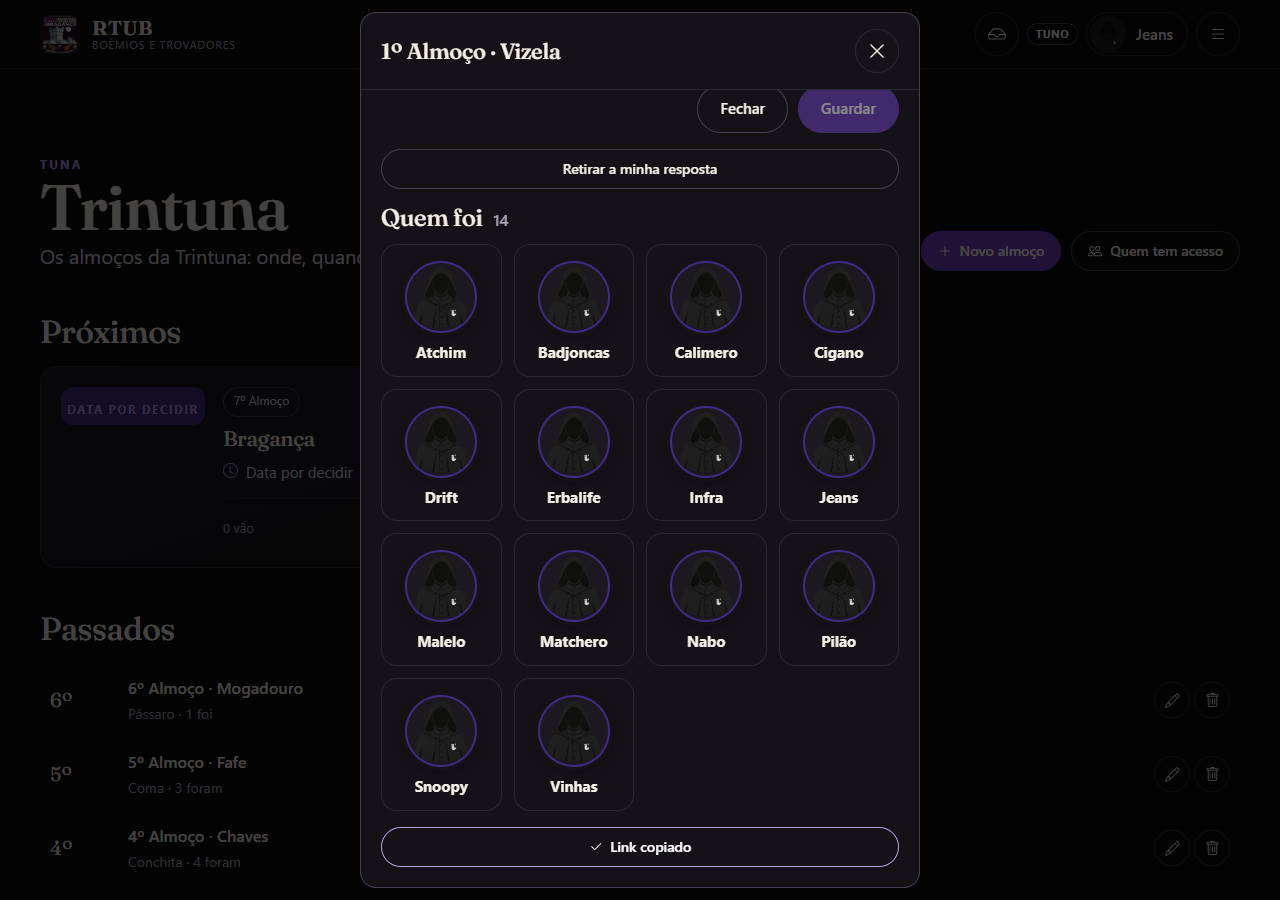 RTUB
BOÉMIOS E TROVADORES
TUNO
Jeans
TUNA
Trintuna
Os almoços da Trintuna: onde, quand
Novo almoço
Quem tem acesso
Próximos
DATA POR DECIDIR
7º Almoço
Bragança
Data por decidir
0 vão
Passados
6º
6º Almoço · Mogadouro
Pássaro · 1 foi
5º
5º Almoço · Fafe
Coma · 3 foram
4º
4º Almoço · Chaves
Conchita · 4 foram
1º Almoço · Vizela
Fechar
Guardar
Retirar a minha resposta
Quem foi 14
Atchim
Badjoncas
Calimero
Cigano
Drift
Erbalife
Infra
Jeans
Malelo
Matchero
Nabo
Pilão
Snoopy
Vinhas
Link copiado